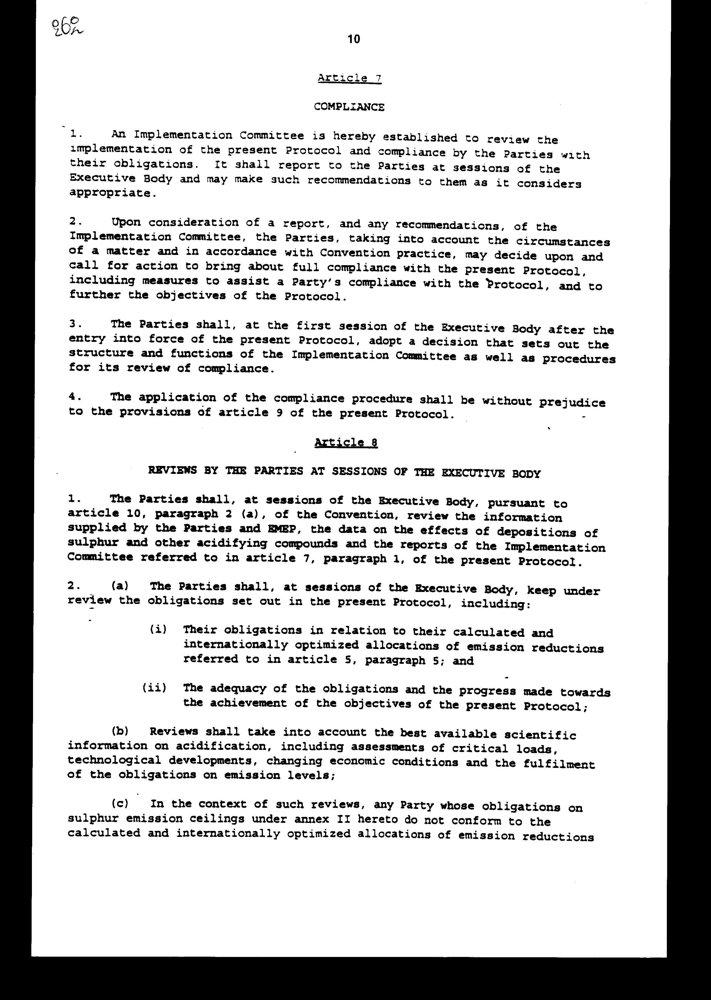 10
Article 7
COMPLIANCE
1. An Implementation Committee is hereby established to review the
implementation of the present Protocol and compliance by the Parties with
their obligations. It shall report to the Parties at sessions of the
Executive Body and may make such recommendations to them as it considers
appropriate.
2. Upon consideration of a report, and any recommendations, of the
Implementation Committee, the Parties, taking into account the circumstances
of a matter and in accordance with Convention practice, may decide upon and
call for action to bring about full compliance with the present Protocol,
including measures to assist a Party's compliance with the Protocol, and to
further the objectives of the Protocol.
3. The Parties shall, at the first session of the Executive Body after the
entry into force of the present Protocol, adopt a decision that sets out the
structure and functions of the Implementation Committee as well as procedures
for its review of compliance.
4. The application of the compliance procedure shall be without prejudice
to the provisions of article 9 of the present Protocol.
Article 8
REVIEWS BY THE PARTIES AT SESSIONS OF THE EXECUTIVE BODY
1. The Parties shall, at sessions of the Executive Body, pursuant to
article 10, paragraph 2 (a), of the Convention, review the information
supplied by the Parties and EMEP, the data on the effects of depositions of
sulphur and other acidifying compounds and the reports of the Implementation
Committee referred to in article 7, paragraph 1, of the present Protocol.
2. (a) The Parties shall, at sessions of the Executive Body, keep under
review the obligations set out in the present Protocol, including:
(i) Their obligations in relation to their calculated and
internationally optimized allocations of emission reductions
referred to in article 5, paragraph 5; and
(ii) The adequacy of the obligations and the progress made towards
the achievement of the objectives of the present Protocol;
(b) Reviews shall take into account the best available scientific
information on acidification, including assessments of critical loads,
technological developments, changing economic conditions and the fulfilment
of the obligations on emission levels;
(c) In the context of such reviews, any Party whose obligations on
sulphur emission ceilings under annex II hereto do not conform to the
calculated and internationally optimized allocations of emission reductions